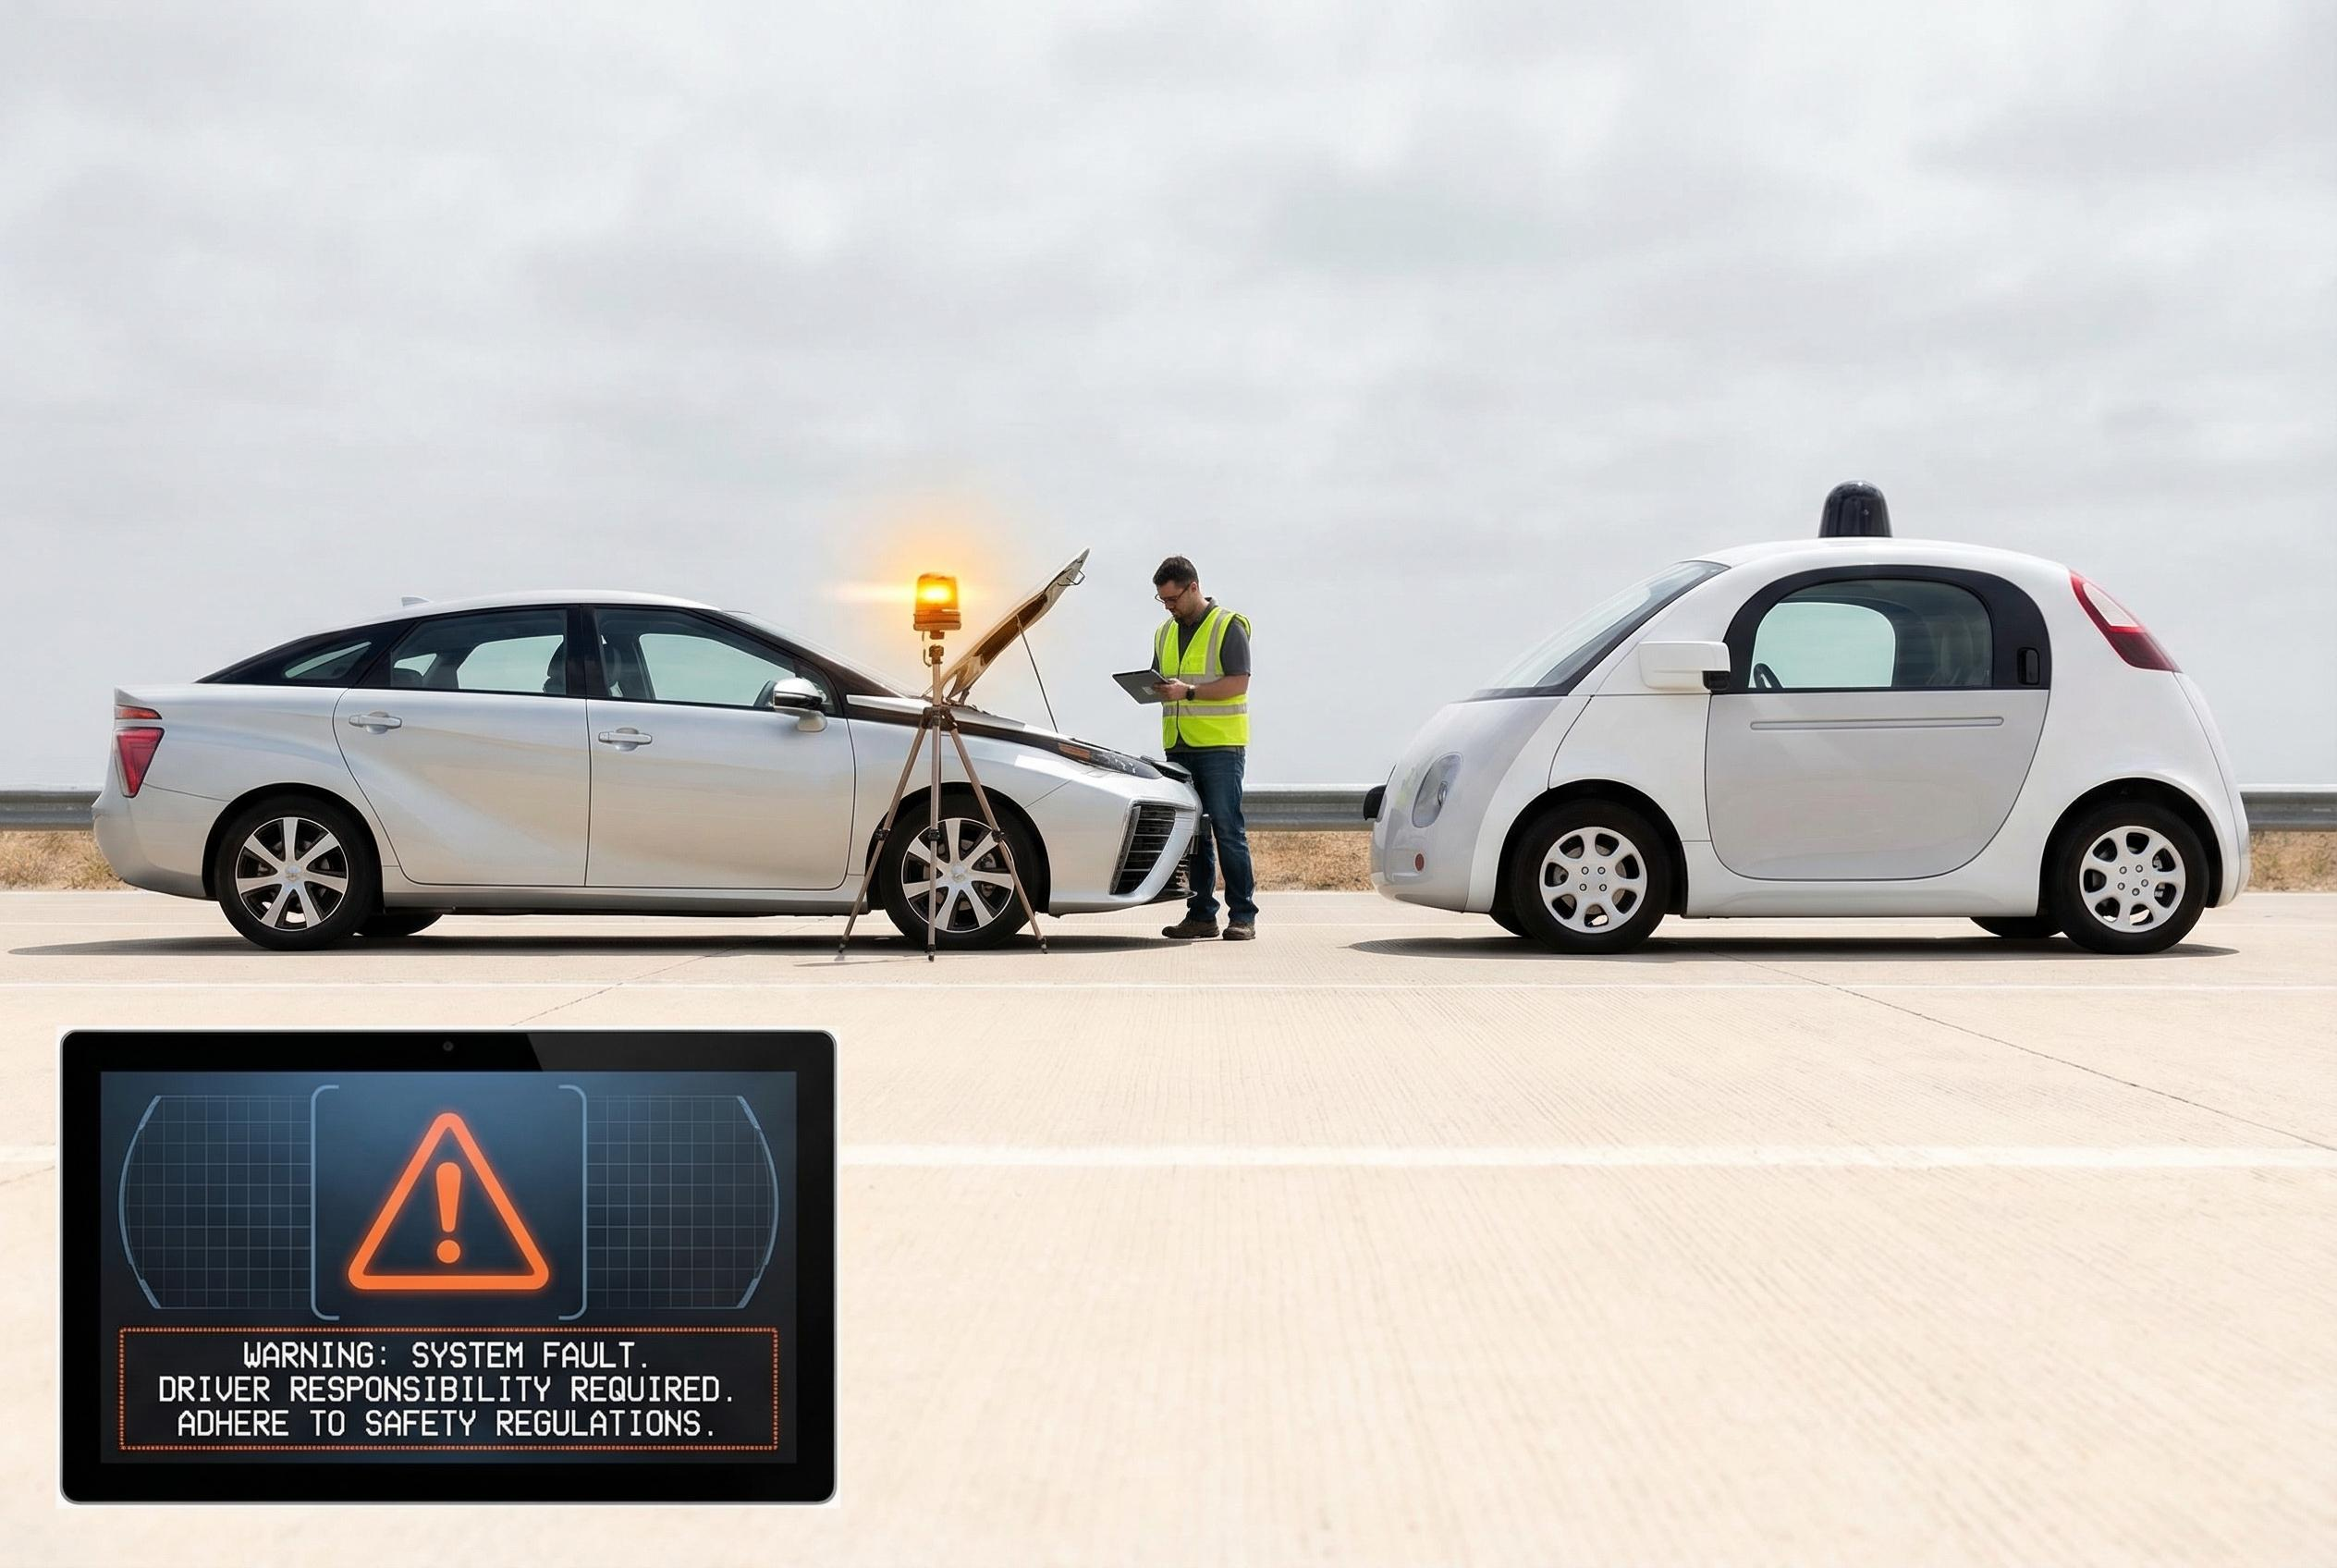 WARNING: SYSTEM FAULT.
DRIVER RESPONSIBILITY REQUIRED.
ADHERE TO SAFETY REGULATIONS.